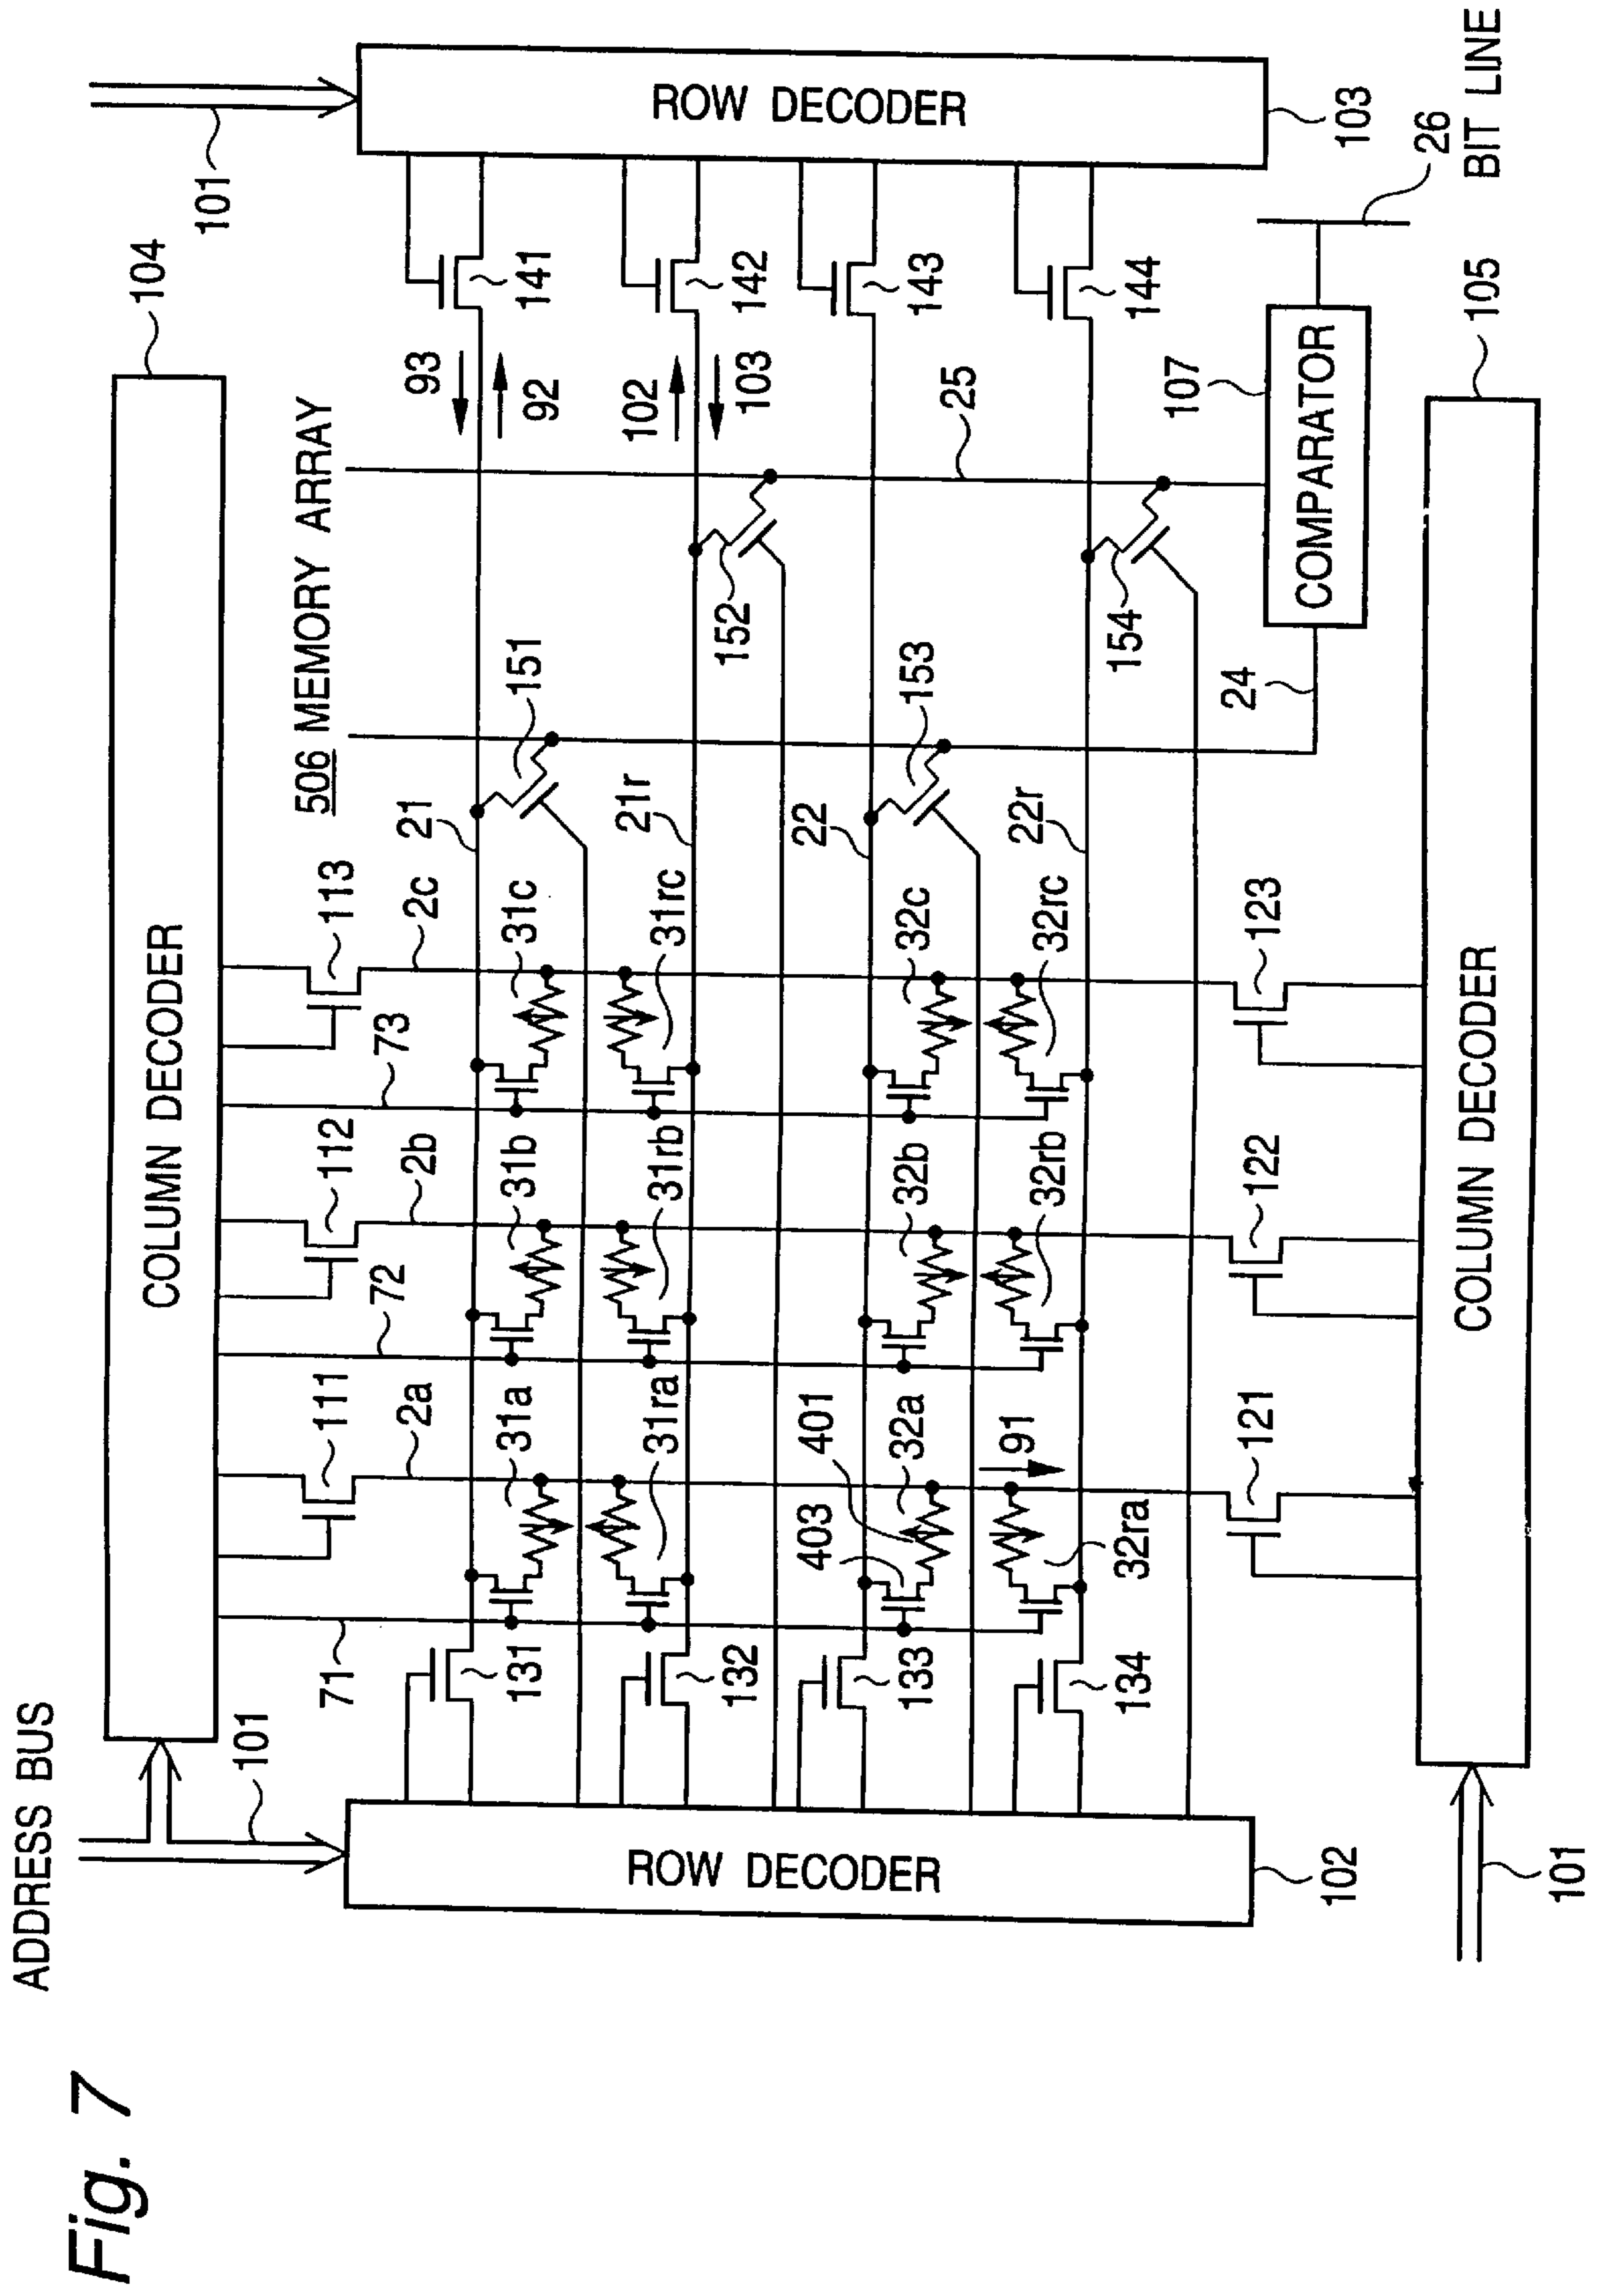 Fig. 7
ADDRESS BUS
101
COLUMN DECODER
104
101
506 MEMORY ARRAY
ROW DECODER
102
ROW DECODER
103
71
111
2a
72
112
2b
73
113
2c
21
151
93
92
141
131
31a
31b
31c
132
31ra
31rb
31rc
21r
152
102
103
142
25
133
403
401
32a
32b
32c
22
153
143
134
91
32ra
32rb
32rc
22r
154
144
121
122
123
24
107
COMPARATOR
26
BIT LINE
COLUMN DECODER
105
101